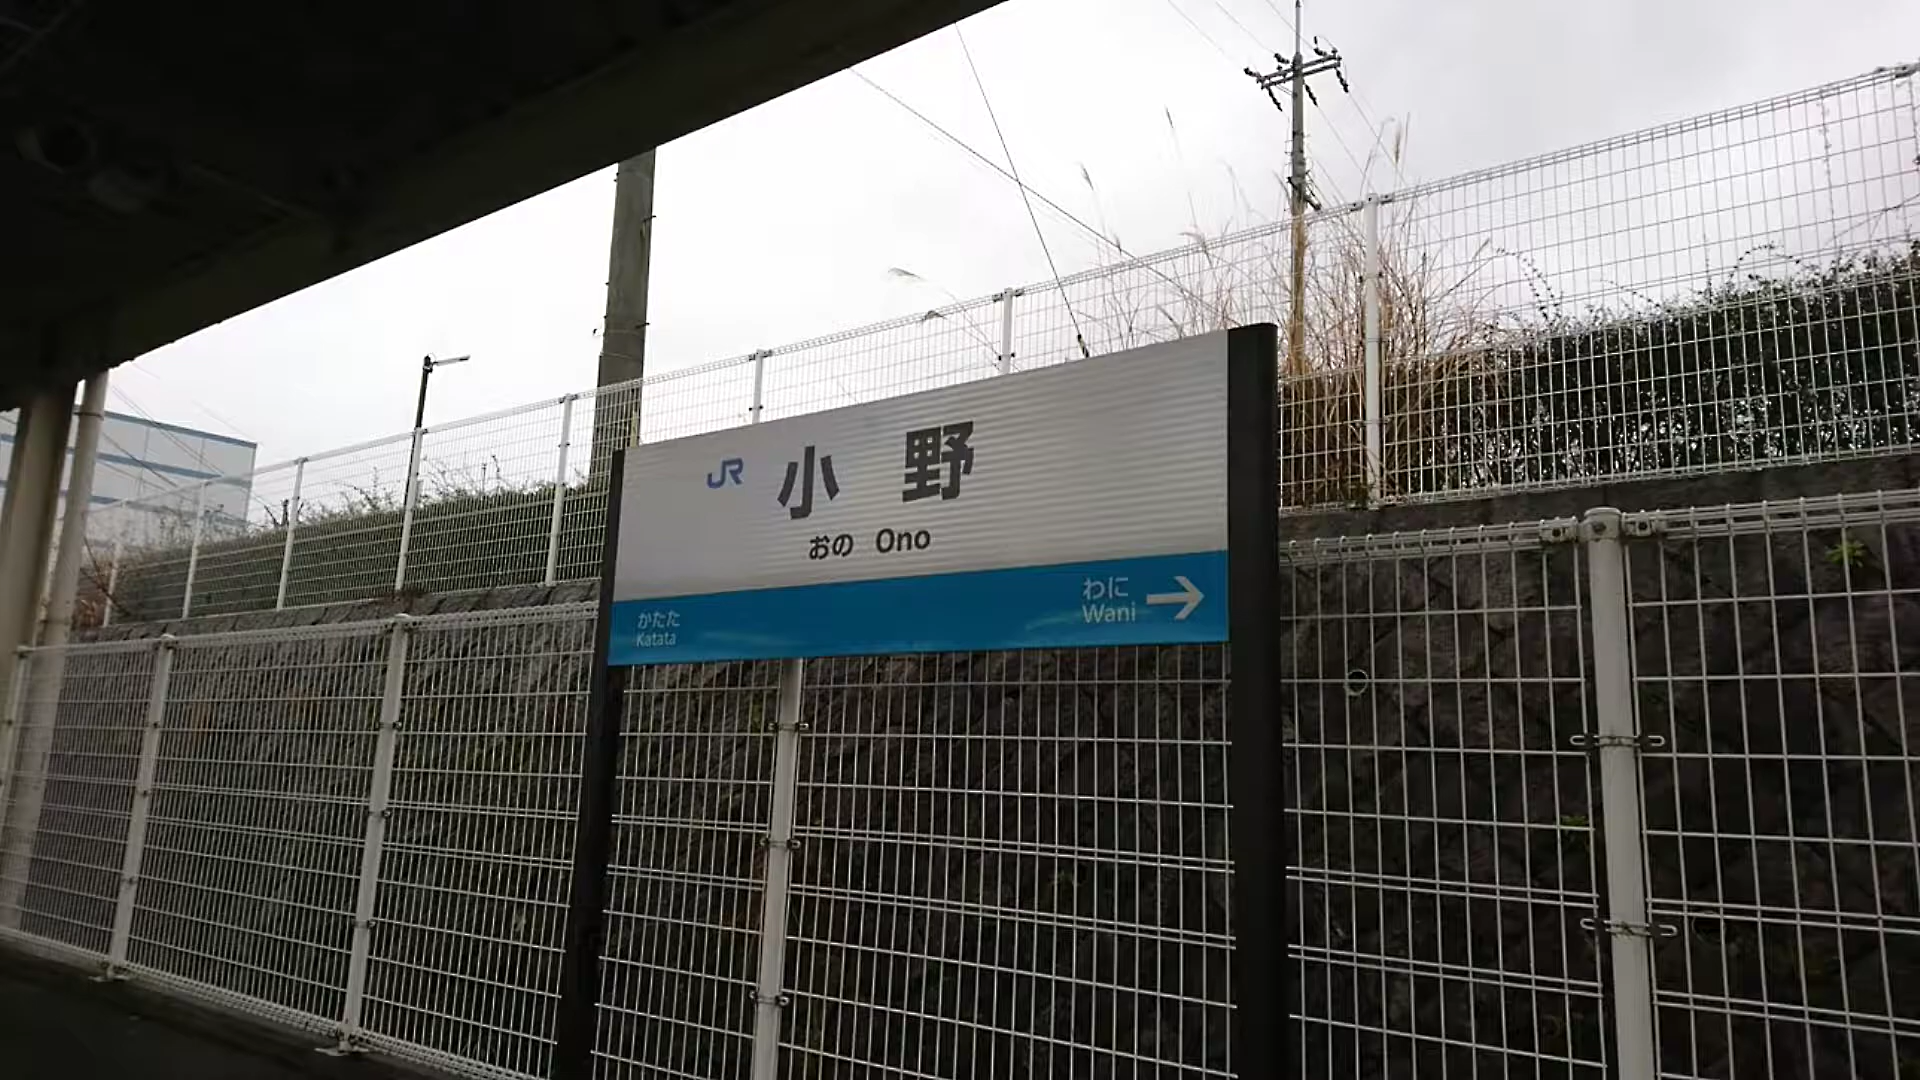 JR 小野
おの Ono
かたた
Katata
わに
Wani →